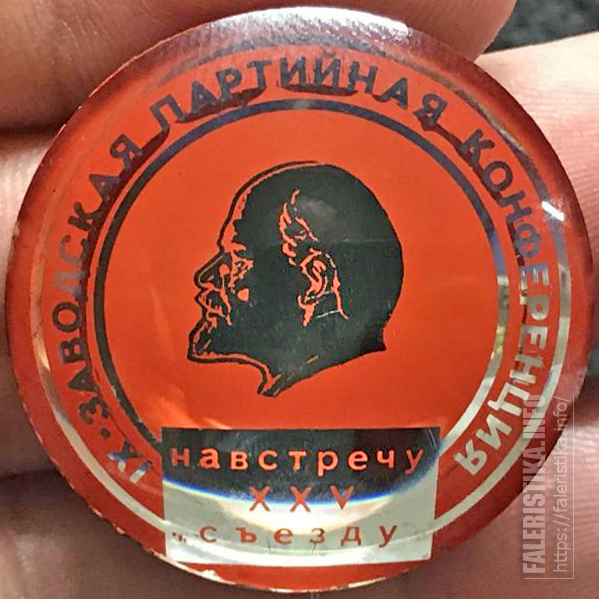 IX·ЗАВОДСКАЯ ПАРТИЙНАЯ КОНФЕРЕНЦИЯ
навстречу
XXV
съезду
FALERISTIKA.INFO
https://faleristika.info/